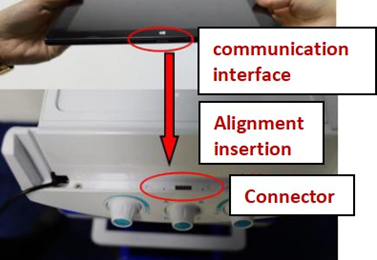 communication
interface
Alignment
insertion
Connector